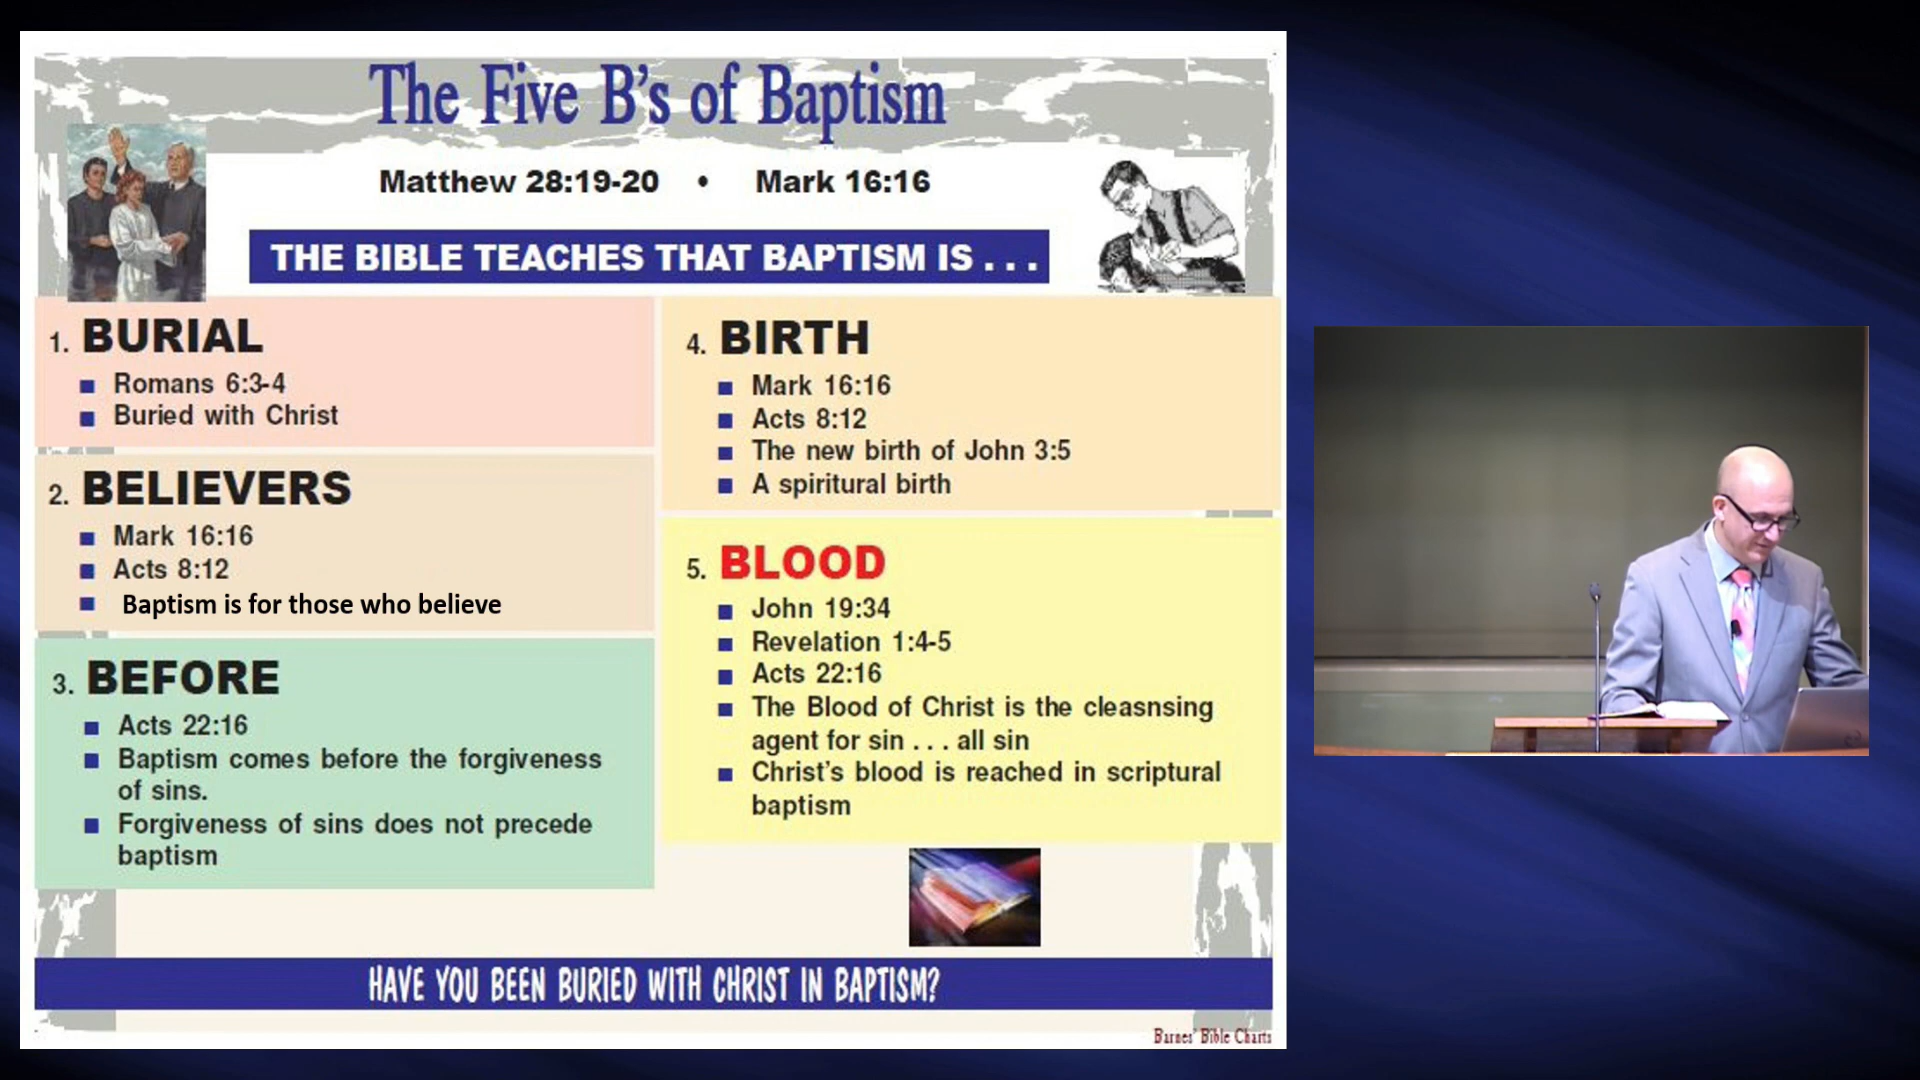 The Five B's of Baptism
Matthew 28:19-20 • Mark 16:16
THE BIBLE TEACHES THAT BAPTISM IS . . .
1. BURIAL
Romans 6:3-4
Buried with Christ
2. BELIEVERS
Mark 16:16
Acts 8:12
Baptism is for those who believe
3. BEFORE
Acts 22:16
Baptism comes before the forgiveness
of sins.
Forgiveness of sins does not precede
baptism
4. BIRTH
Mark 16:16
Acts 8:12
The new birth of John 3:5
A spiritural birth
5. BLOOD
John 19:34
Revelation 1:4-5
Acts 22:16
The Blood of Christ is the cleasnsing
agent for sin . . . all sin
Christ's blood is reached in scriptural
baptism
HAVE YOU BEEN BURIED WITH CHRIST IN BAPTISM?
Barnes' Bible Charts